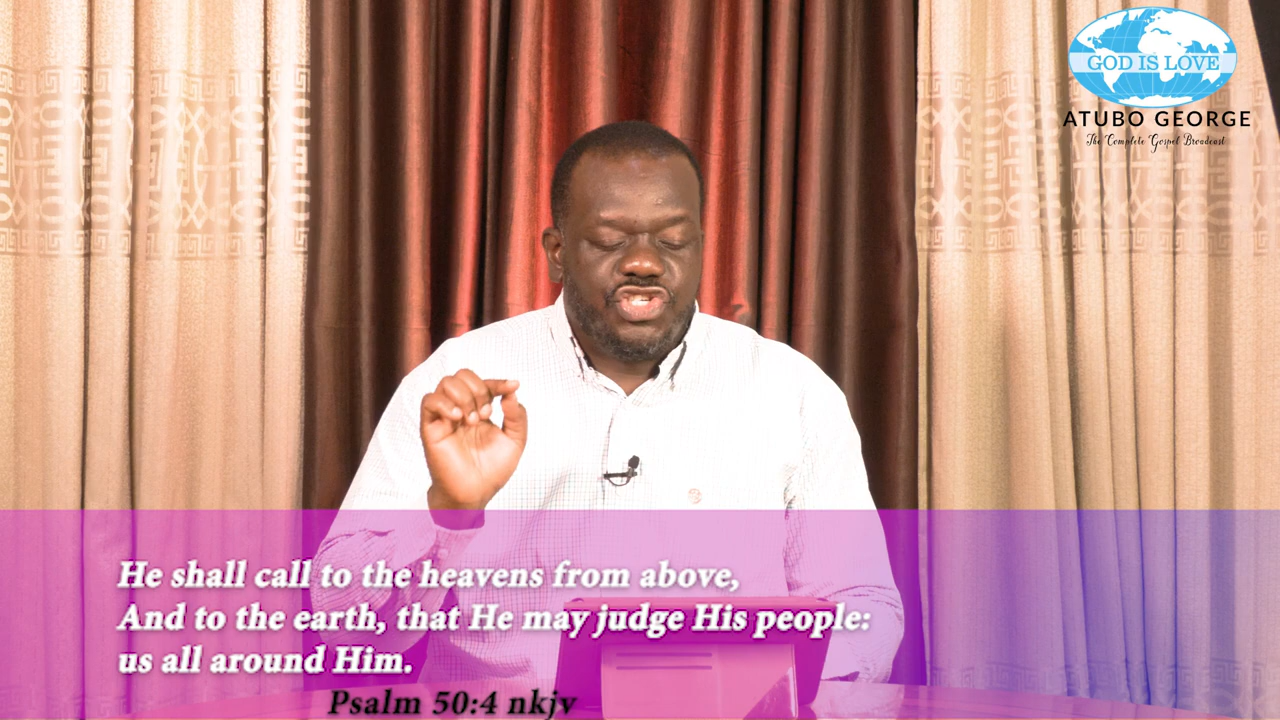 GOD IS LOVE
ATUBO GEORGE
The Complete Gospel Broadcast
He shall call to the heavens from above,
And to the earth, that He may judge His people:
us all around Him.
Psalm 50:4 nkjv